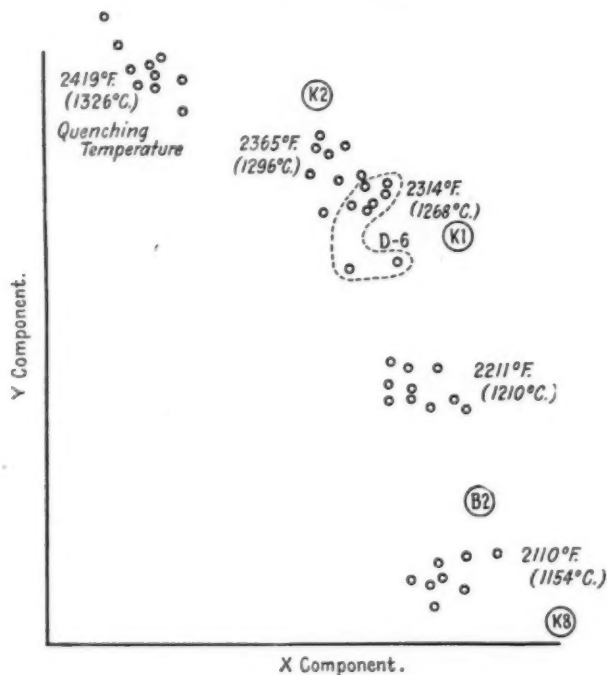 2419°F.
(1326°C.)
Quenching
Temperature
K2
2365°F.
(1296°C.)
2314°F.
(1268°C.)
K1
D-6
2211°F.
(1210°C.)
B2
2110°F.
(1154°C.)
K8
Y Component.
X Component.